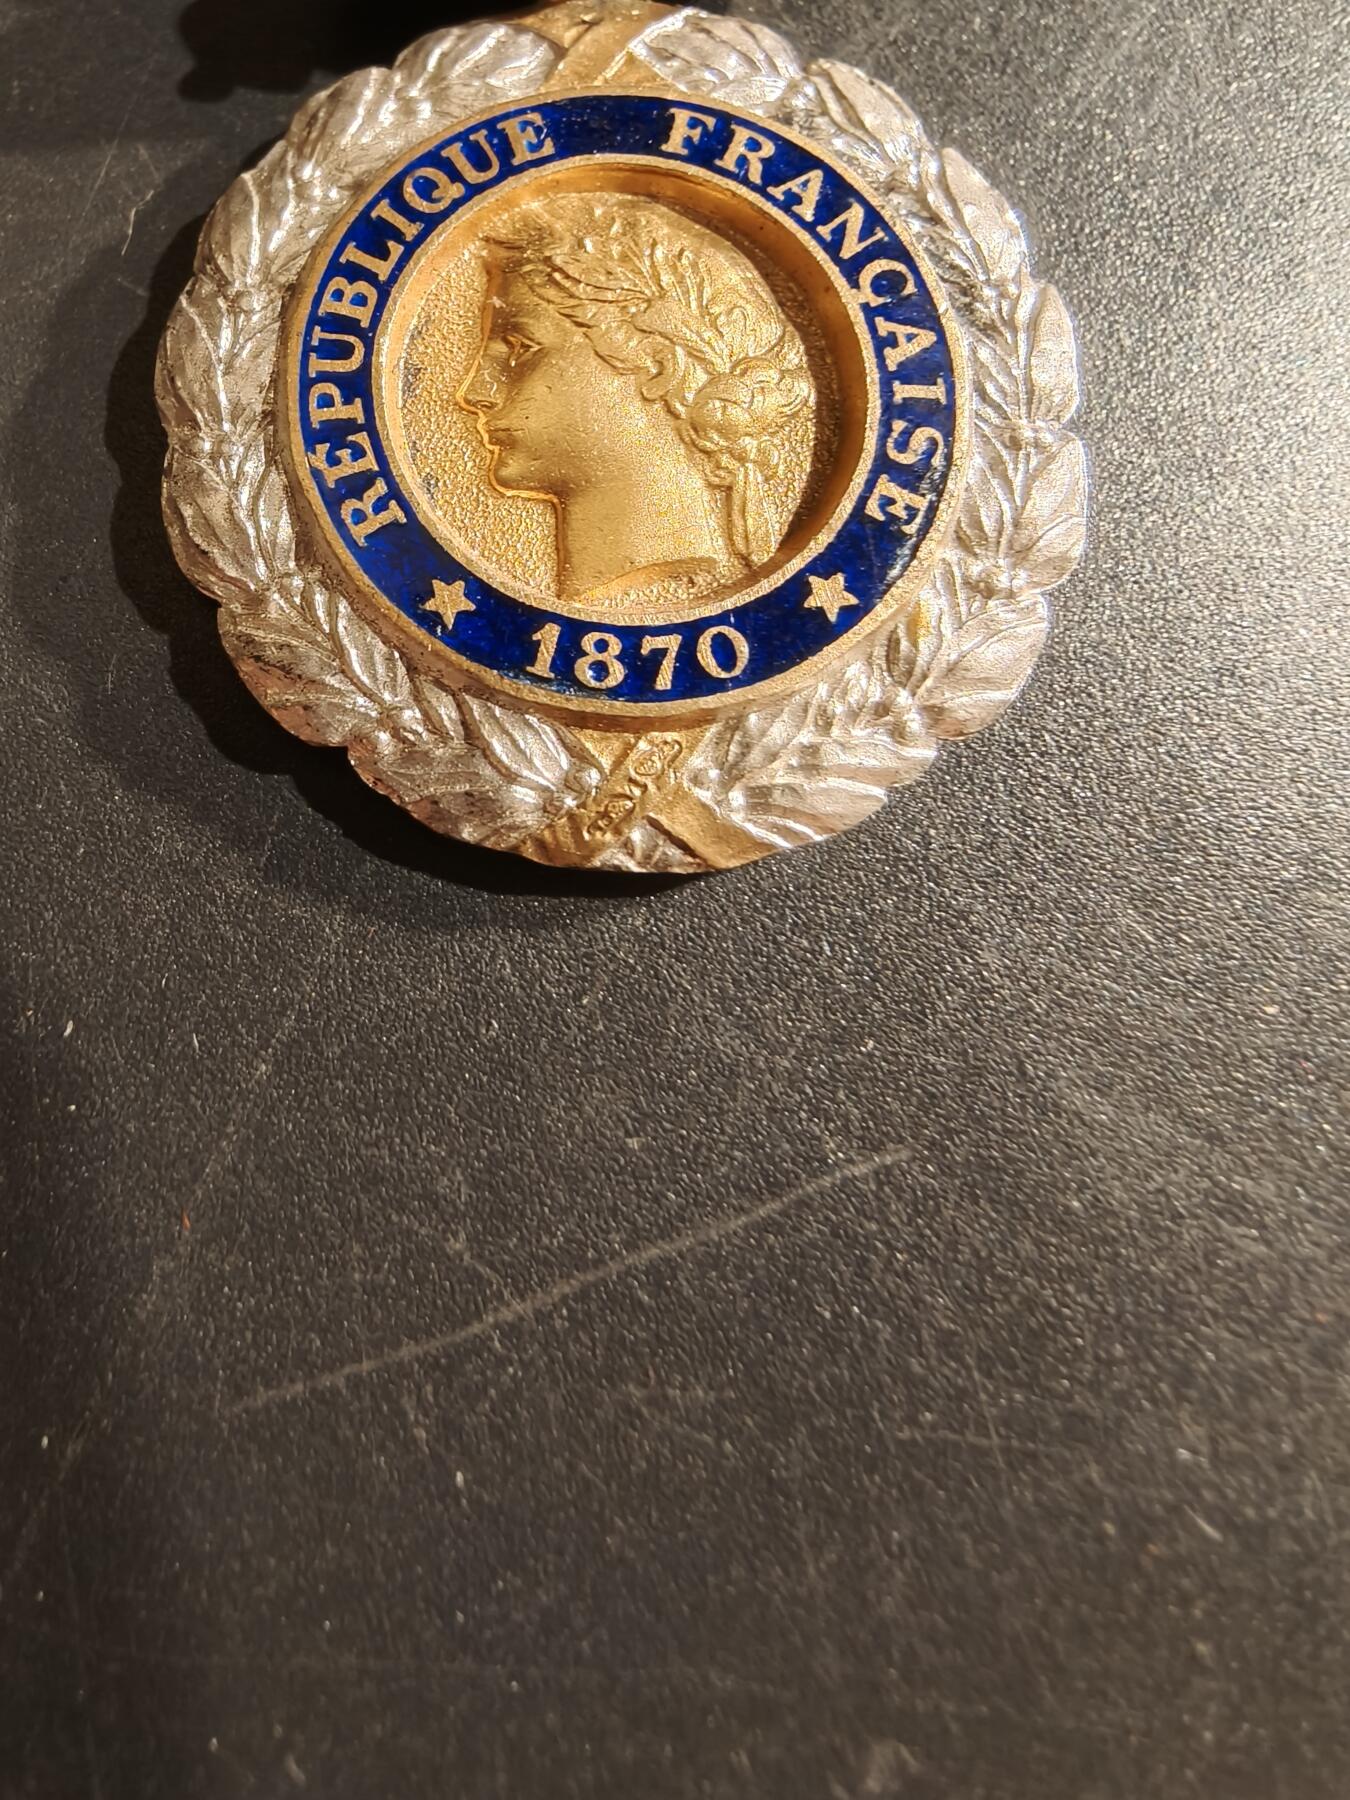 RÉPUBLIQUE FRANÇAISE
★ 1870 ★